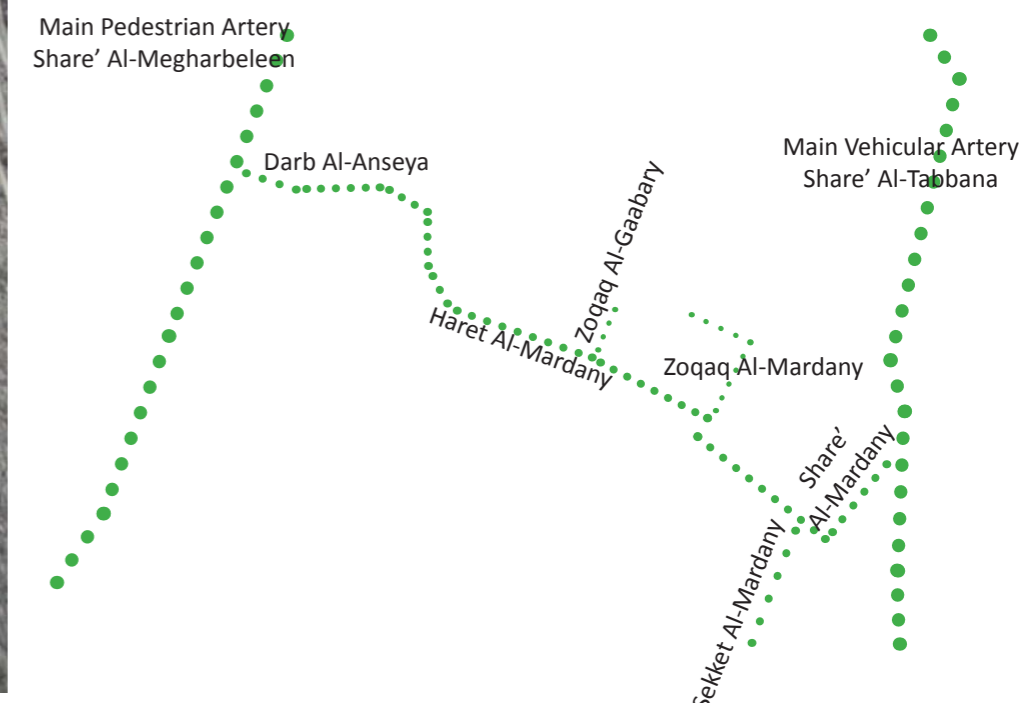 Main Pedestrian Artery
Share’ Al-Megharbeleen
Darb Al-Anseya
Main Vehicular Artery
Share’ Al-Tabbana
Zoqaq Al-Gaabary
Haret Al-Mardany
Zoqaq Al-Mardany
Share’
Al-Mardany
Sekket Al-Mardany